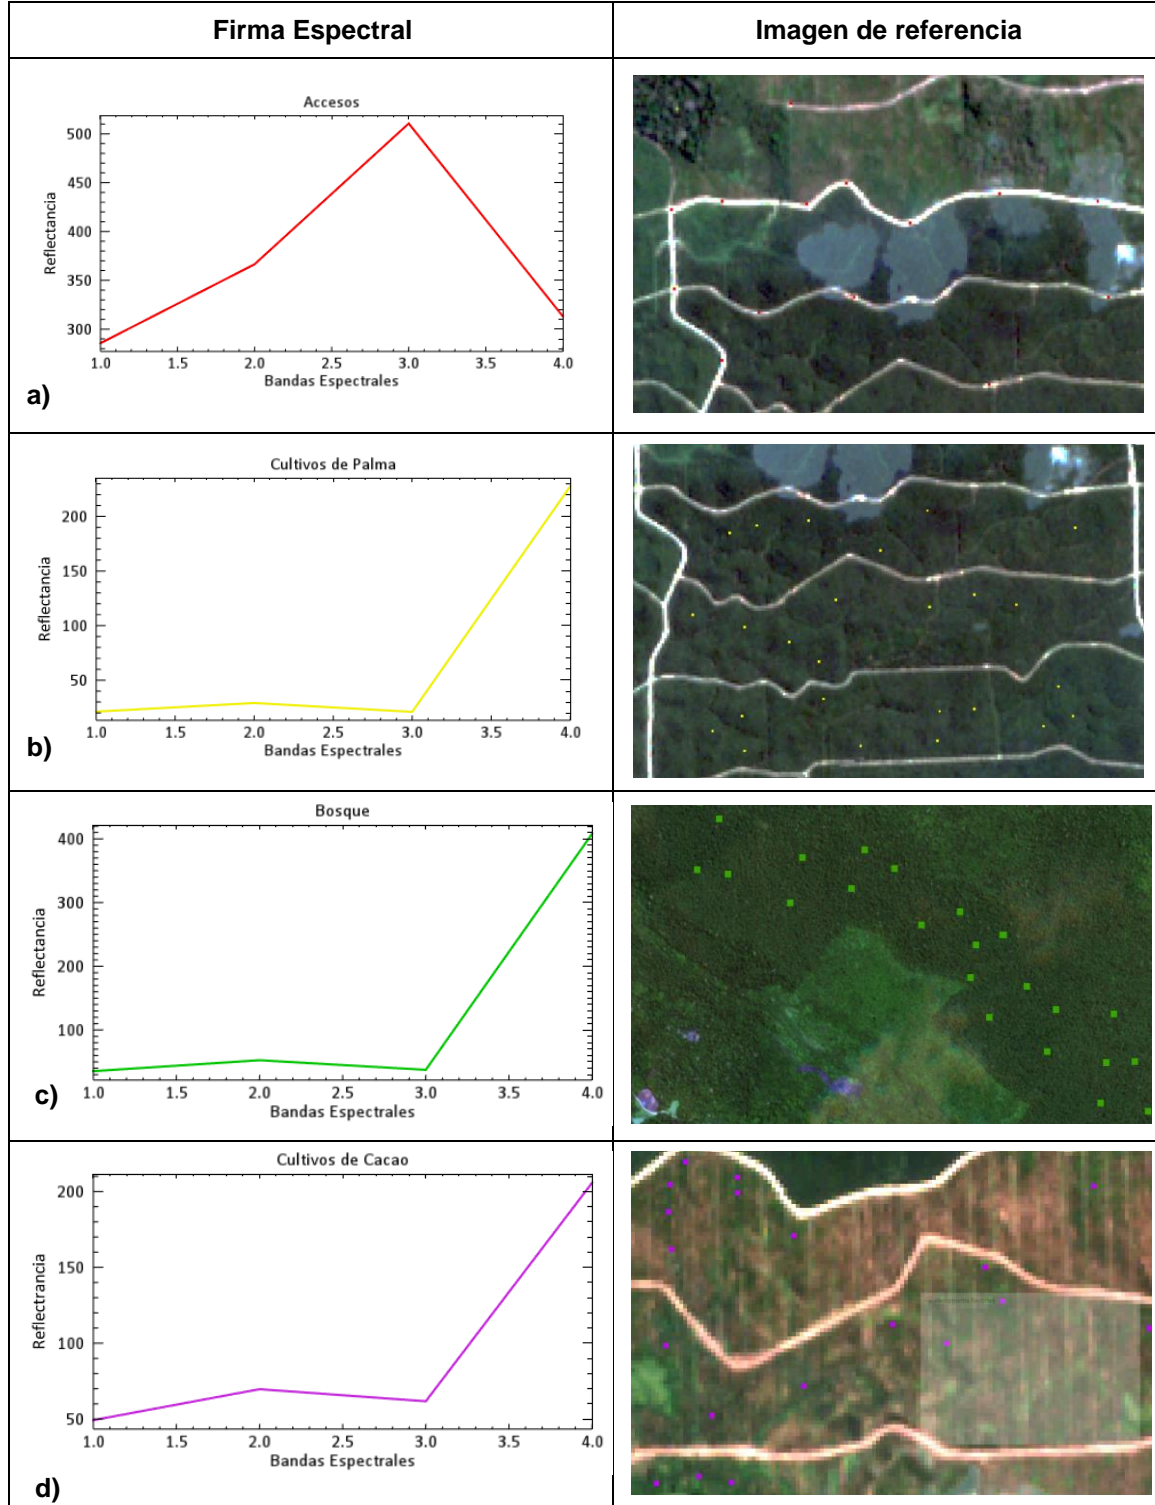 Firma Espectral
Imagen de referencia
Accesos
Reflectancia
500
450
400
350
300
1.0 1.5 2.0 2.5 3.0 3.5 4.0
Bandas Espectrales
a)
Cultivos de Palma
Reflectancia
200
150
100
50
1.0 1.5 2.0 2.5 3.0 3.5 4.0
Bandas Espectrales
b)
Bosque
Reflectancia
400
300
200
100
1.0 1.5 2.0 2.5 3.0 3.5 4.0
Bandas Espectrales
c)
Cultivos de Cacao
Reflectrancia
200
150
100
50
1.0 1.5 2.0 2.5 3.0 3.5 4.0
Bandas Espectrales
d)